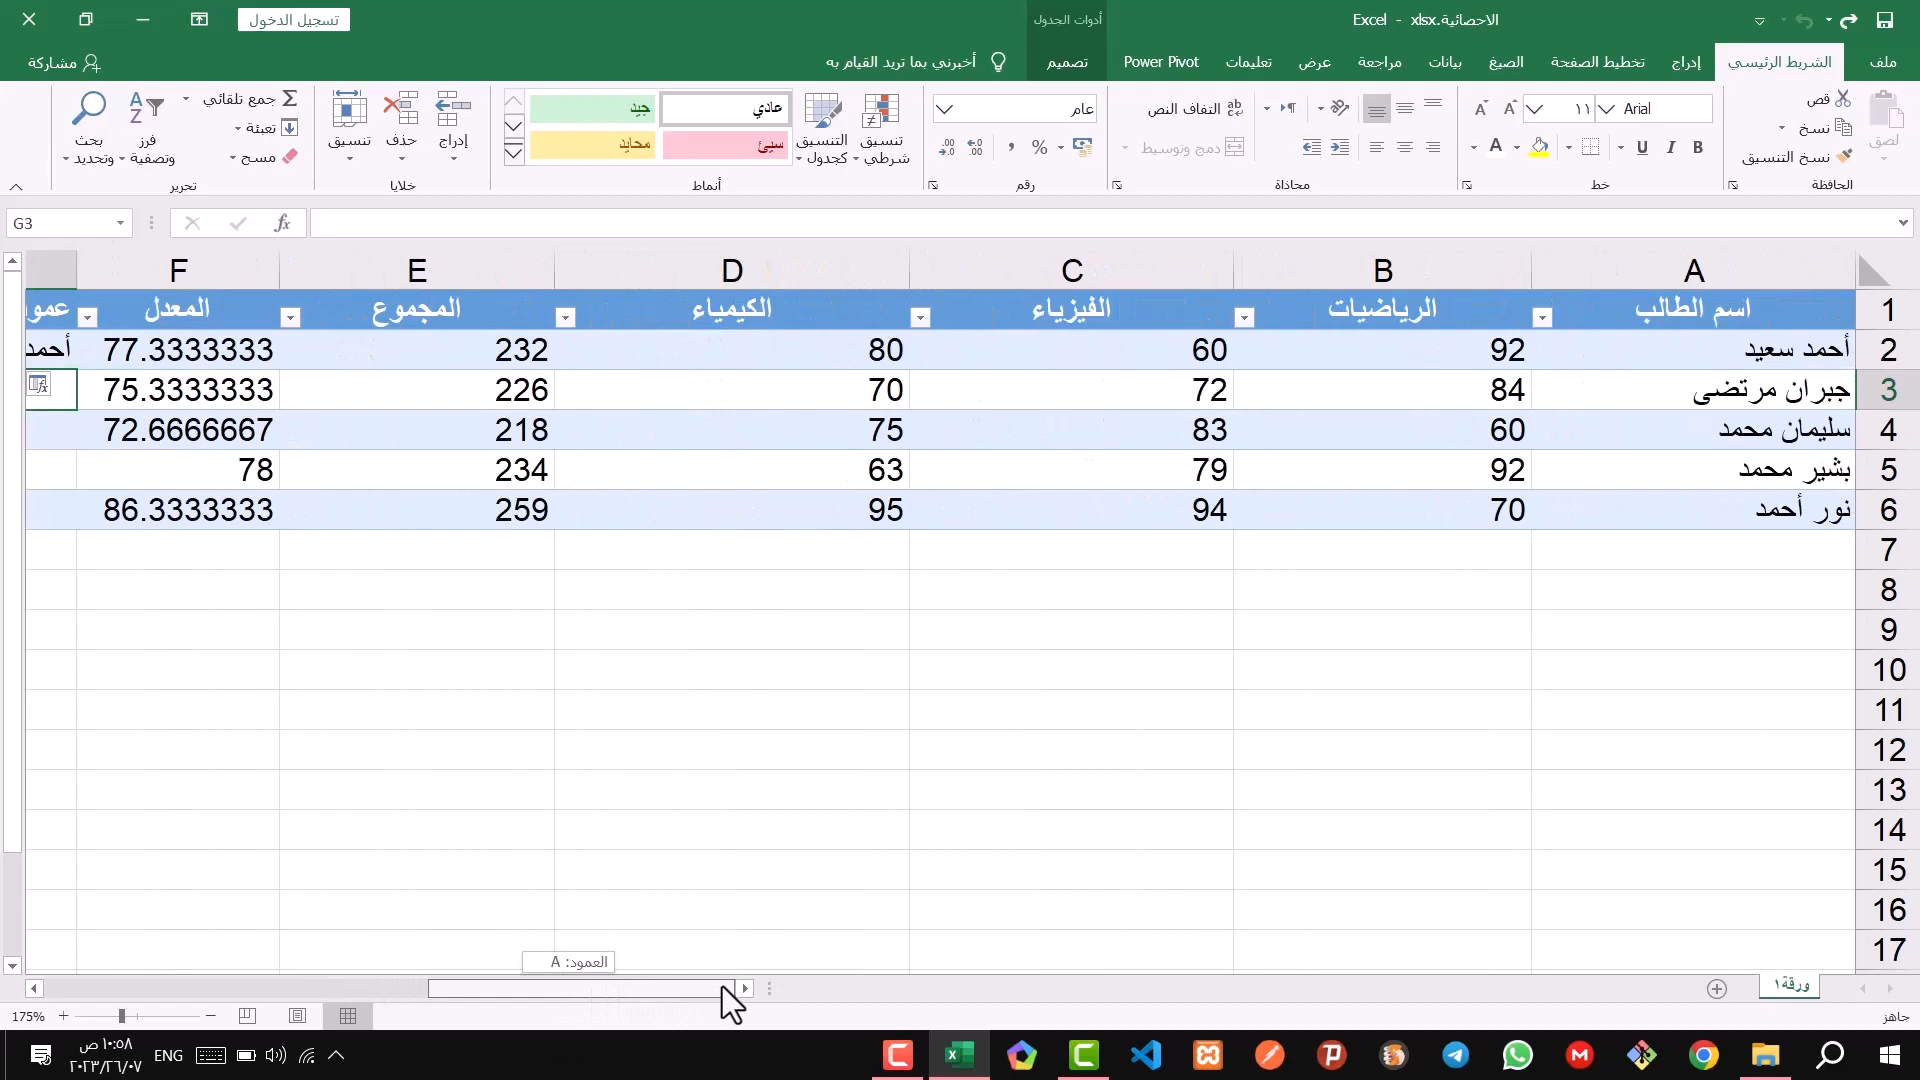 الاحصائية.xlsx - Excel
أدوات الجدول
تسجيل الدخول
ملف
الشريط الرئيسي
إدراج
تخطيط الصفحة
الصيغ
بيانات
مراجعة
عرض
تعليمات
Power Pivot
تصميم
أخبرني بما تريد القيام به
مشاركة
لصق
قص
نسخ
نسخ التنسيق
الحافظة
Arial
١١
B I U
خط
التفاف النص
دمج وتوسيط
محاذاة
عام
%
رقم
تنسيق شرطي
التنسيق كجدول
عادي
جيد
سيئ
محايد
أنماط
إدراج
حذف
تنسيق
خلايا
جمع تلقائي
تعبئة
مسح
فرز وتصفية
بحث وتحديد
تحرير
G3
fx
A B C D E F
1 اسم الطالب الرياضيات الفيزياء الكيمياء المجموع المعدل عمو
2 أحمد سعيد 92 60 80 232 77.3333333 أحمد
3 جبران مرتضى 84 72 70 226 75.3333333
4 سليمان محمد 60 83 75 218 72.6666667
5 بشير محمد 92 79 63 234 78
6 نور أحمد 70 94 95 259 86.3333333
7
8
9
10
11
12
13
14
15
16
17
العمود: A
ورقة١
جاهز
175%
ENG
١٠:٥٨ ص
٢٠٢٣/٢٦/٠٧